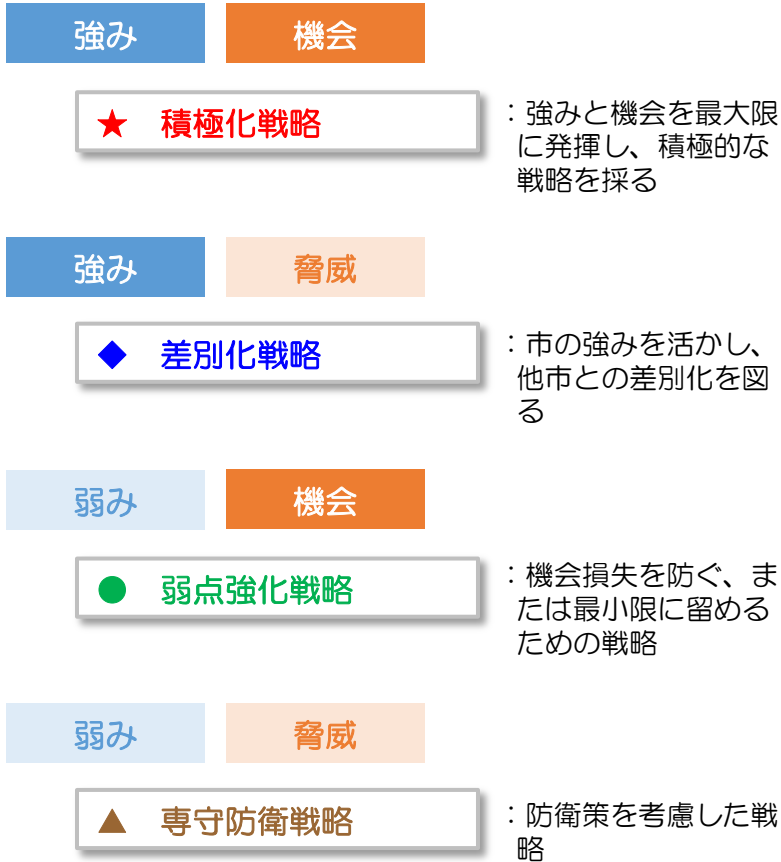 強み 機会
★ 積極化戦略
：強みと機会を最大限
に発揮し、積極的な
戦略を採る
強み 脅威
◆ 差別化戦略
：市の強みを活かし、
他市との差別化を図
る
弱み 機会
● 弱点強化戦略
：機会損失を防ぐ、ま
たは最小限に留める
ための戦略
弱み 脅威
▲ 専守防衛戦略
：防衛策を考慮した戦
略